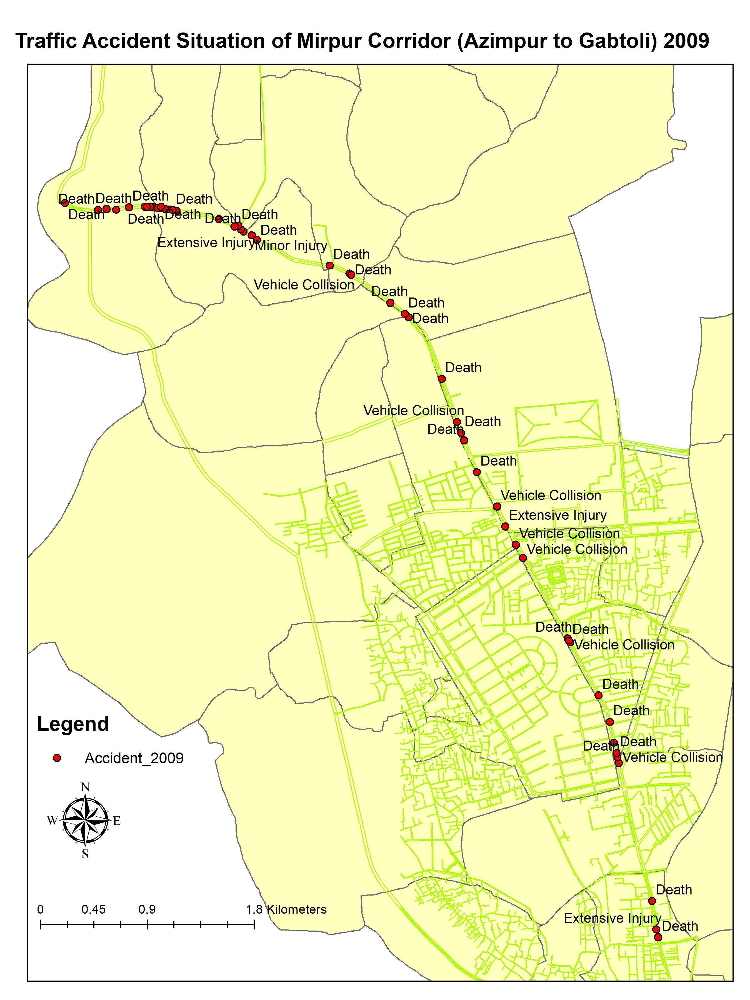 Traffic Accident Situation of Mirpur Corridor (Azimpur to Gabtoli) 2009
Death
Death
Death
Death
Death
Death
Death
Death
Death
Death
Extensive Injury
Minor Injury
Death
Death
Vehicle Collision
Death
Death
Death
Death
Vehicle Collision
Death
Death
Death
Vehicle Collision
Extensive Injury
Vehicle Collision
Vehicle Collision
Death
Death
Vehicle Collision
Death
Death
Death
Death
Vehicle Collision
Death
Extensive Injury
Death
Legend
Accident_2009
N
W
E
S
0 0.45 0.9 1.8 Kilometers